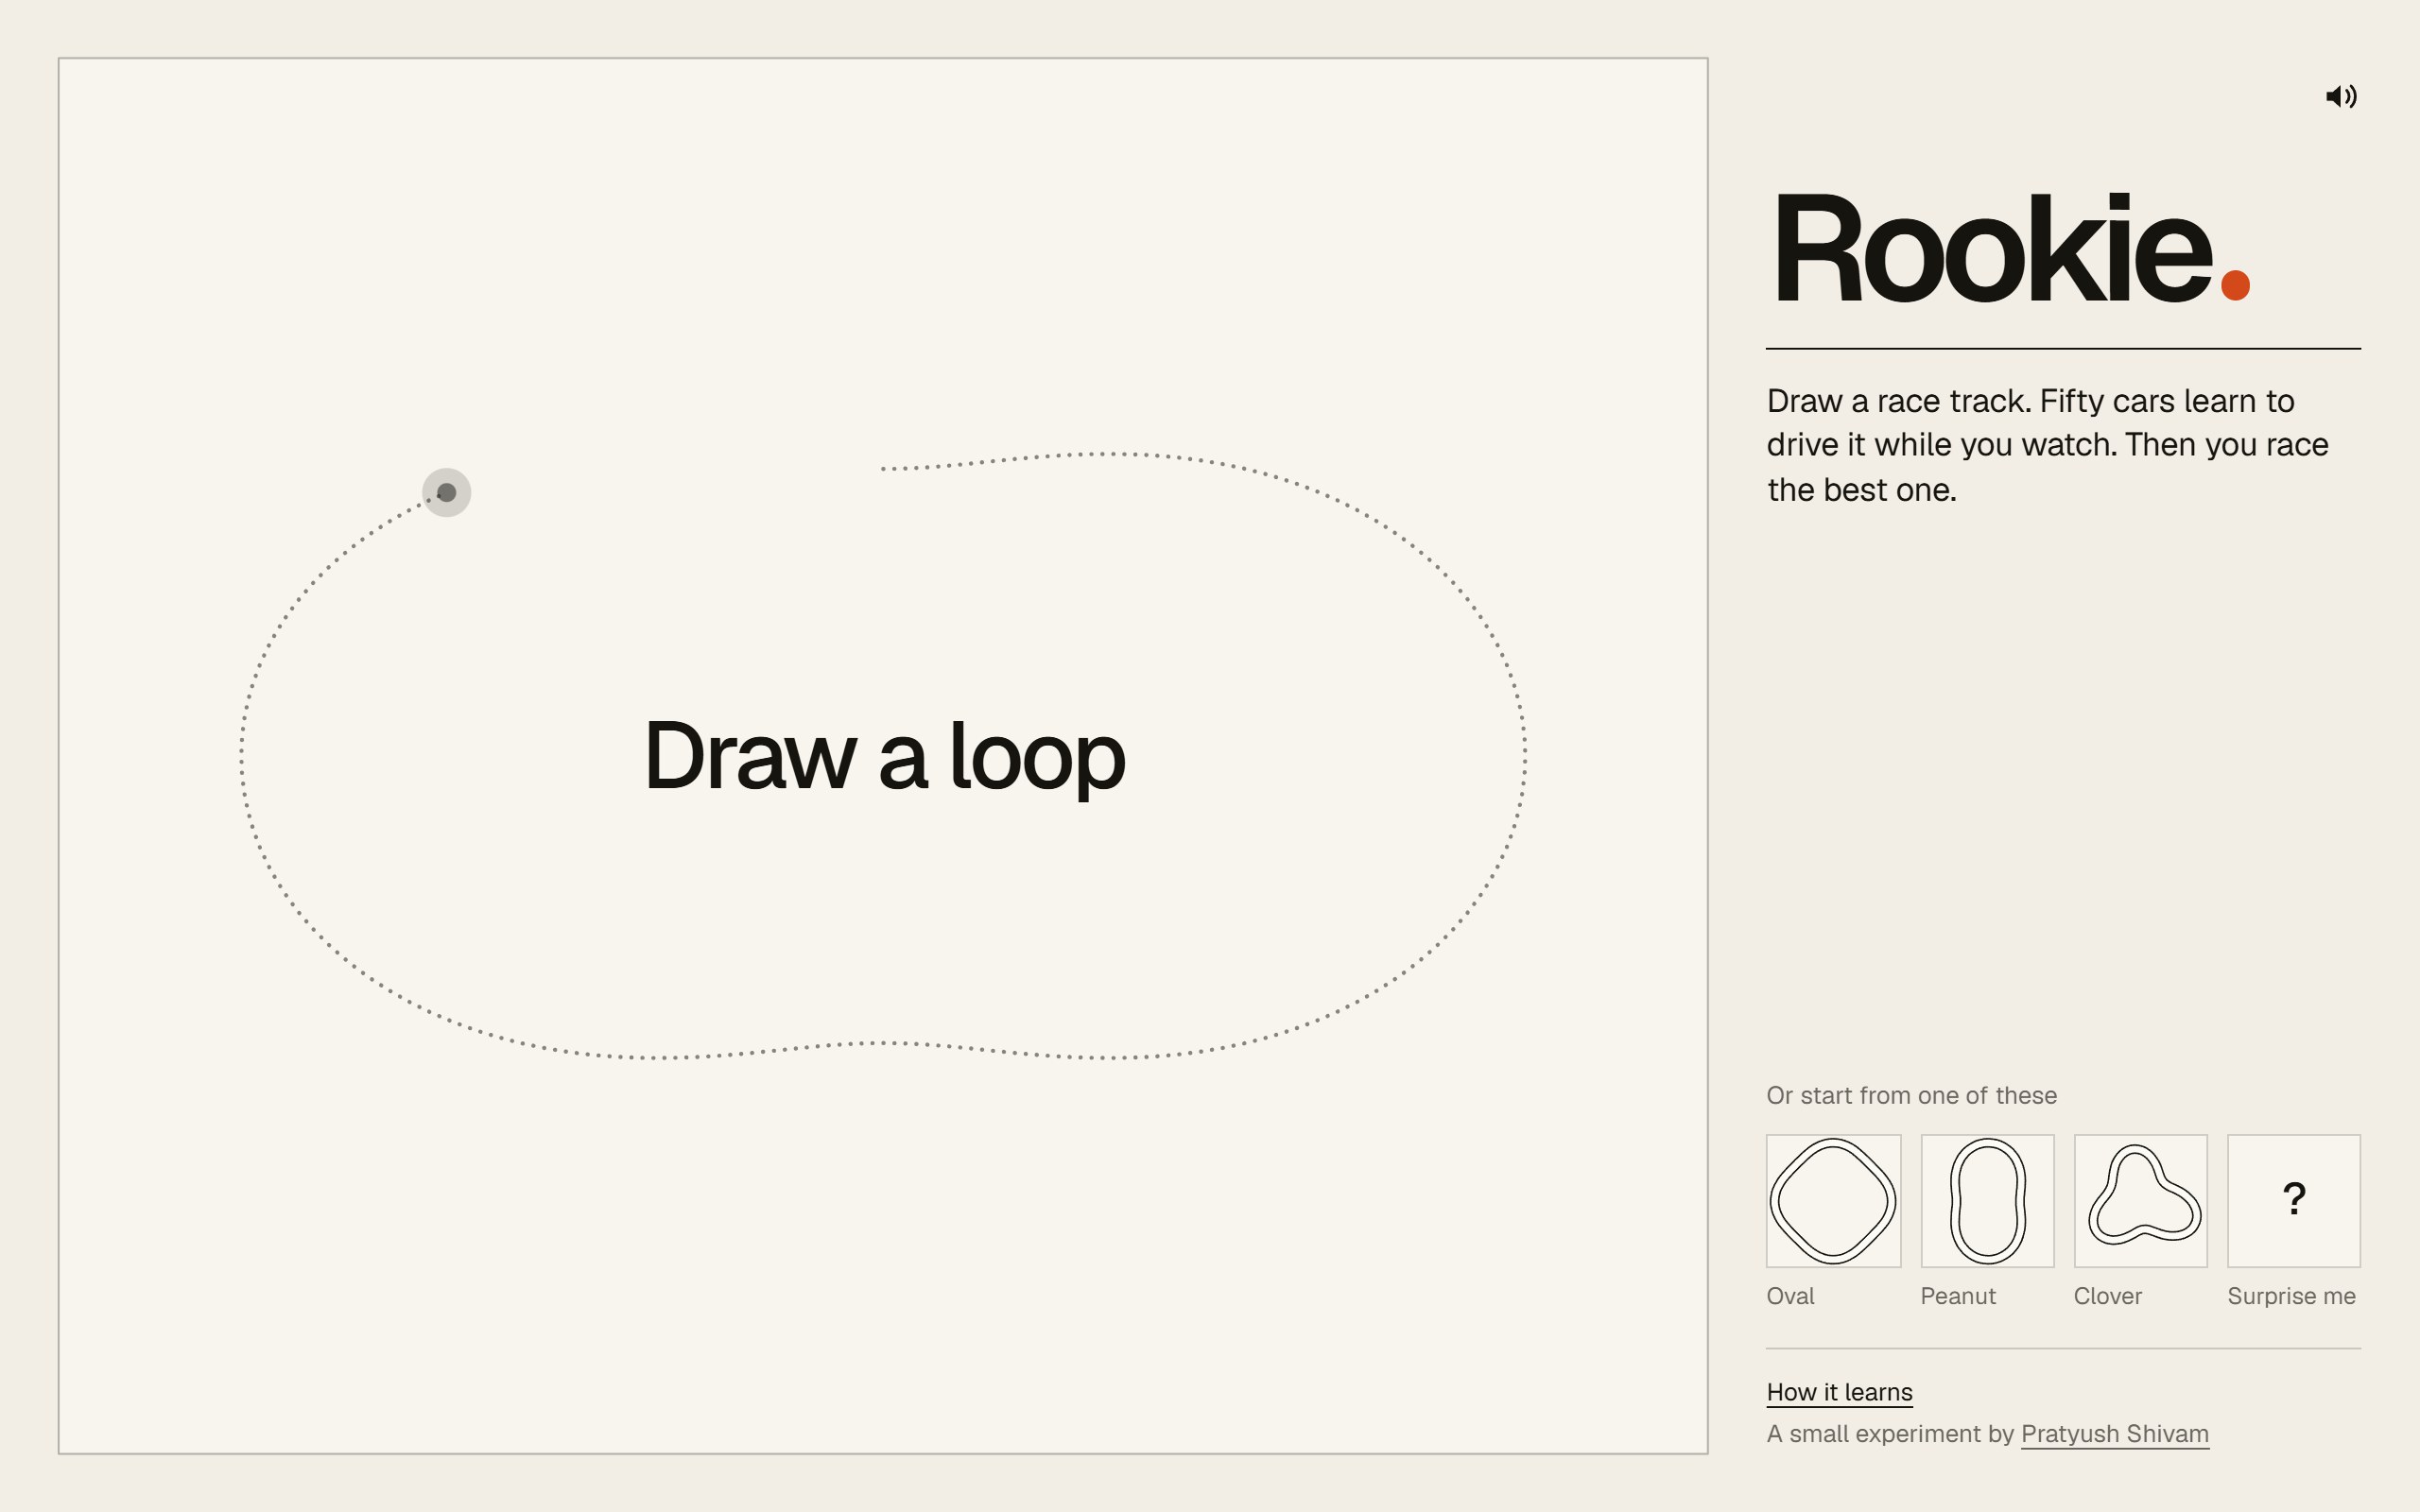 Draw a loop
Rookie.
Draw a race track. Fifty cars learn to
drive it while you watch. Then you race
the best one.
Or start from one of these
?
Oval
Peanut
Clover
Surprise me
How it learns
A small experiment by Pratyush Shivam